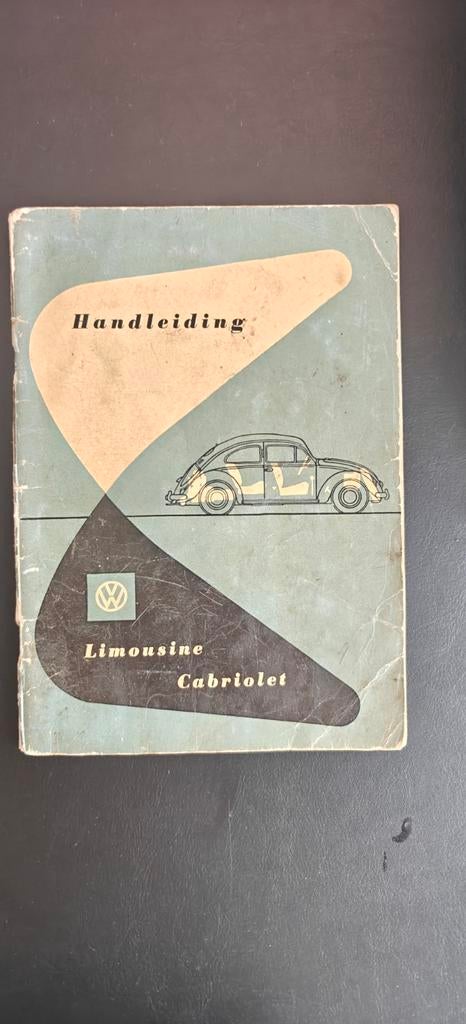 Handleiding
VW
Limousine
Cabriolet